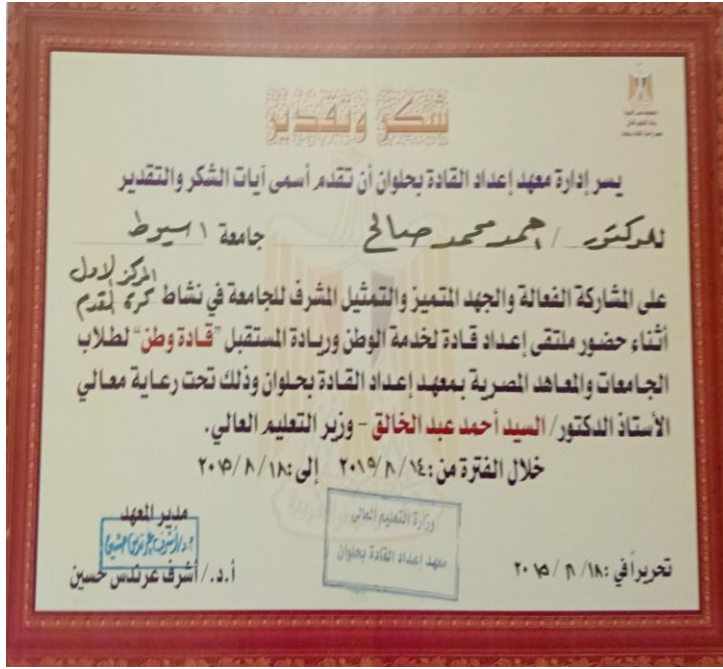 شكر وتقدير
يسر إدارة معهد إعداد القادة بحلوان أن تقدم أسمى آيات الشكر والتقدير
للدكتور / احمد محمد صالح جامعة اسيوط
المركز الاول
على المشاركة الفعالة والجهد المتميز والتمثيل المشرف للجامعة في نشاط كرة القدم
أثناء حضور ملتقى إعداد قادة لخدمة الوطن وريادة المستقبل "قادة وطن" لطلاب
الجامعات والمعاهد المصرية بمعهد إعداد القادة بحلوان وذلك تحت رعاية معالي
الأستاذ الدكتور/ السيد أحمد عبد الخالق - وزير التعليم العالي.
خلال الفترة من: ١٤/ ٨/ ٢٠١٥ إلى: ١٨/ ٨/ ٢٠١٥
مدير المعهد
وزارة التعليم العالي
معهد إعداد القادة بحلوان
أ.د./ أشرف عرندس حسين
أ.د./ أشرف عرندس حسين
تحريراً في: ١٨/ ٨/ ٢٠١٥